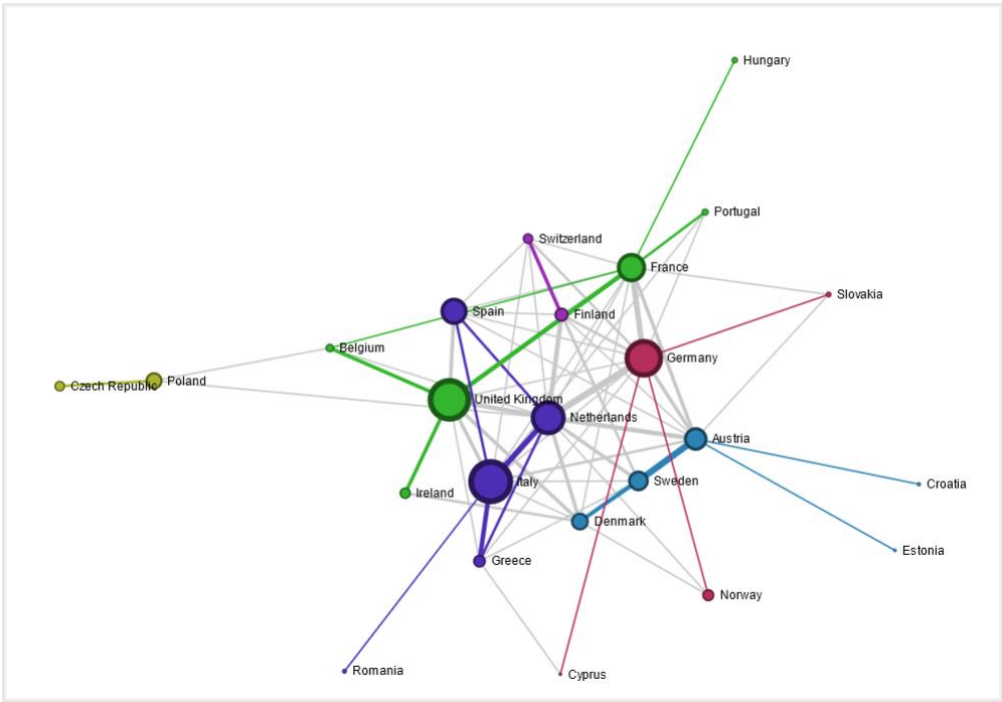 Hungary
Portugal
Switzerland
France
Slovakia
Spain
Finland
Belgium
Germany
Poland
Czech Republic
United Kingdom
Netherlands
Austria
Italy
Sweden
Croatia
Ireland
Denmark
Estonia
Greece
Norway
Romania
Cyprus